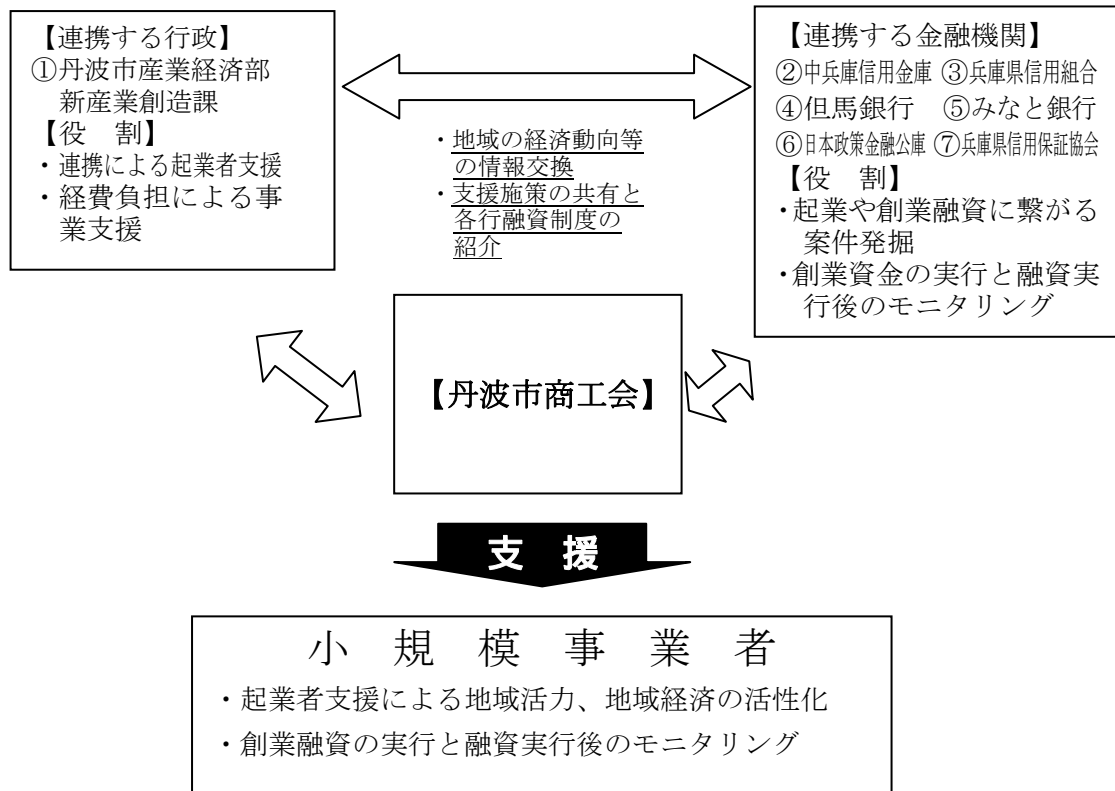 【連携する行政】
①丹波市産業経済部
新産業創造課
【役　割】
・連携による起業者支援
・経費負担による事
業支援
・地域の経済動向等
の情報交換
・支援施策の共有と
各行融資制度の
紹介
【連携する金融機関】
②中兵庫信用金庫 ③兵庫県信用組合
④但馬銀行　⑤みなと銀行
⑥日本政策金融公庫 ⑦兵庫県信用保証協会
【役　割】
・起業や創業融資に繋がる
案件発掘
・創業資金の実行と融資実
行後のモニタリング
【丹波市商工会】
支　援
小　規　模　事　業　者
・起業者支援による地域活力、地域経済の活性化
・創業融資の実行と融資実行後のモニタリング